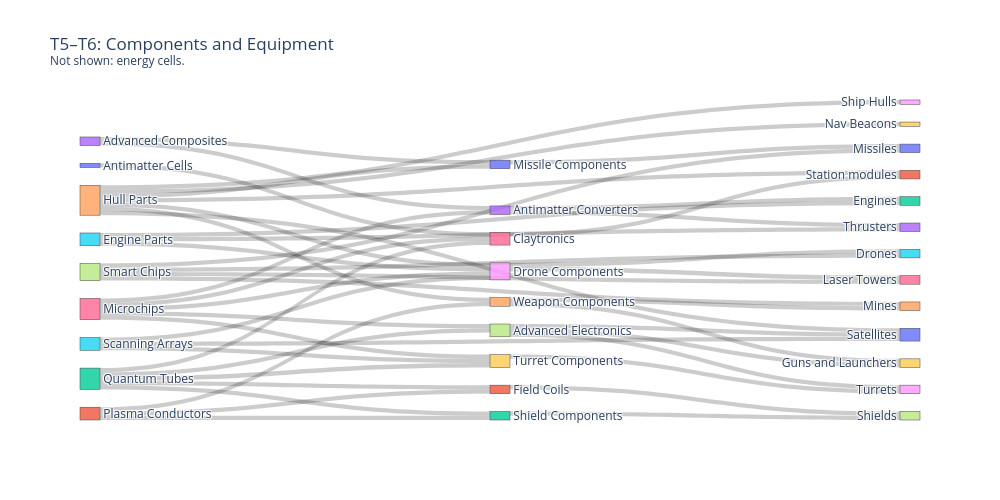 T5–T6: Components and Equipment
Not shown: energy cells.
Advanced Composites
Antimatter Cells
Hull Parts
Engine Parts
Smart Chips
Microchips
Scanning Arrays
Quantum Tubes
Plasma Conductors
Missile Components
Antimatter Converters
Claytronics
Drone Components
Weapon Components
Advanced Electronics
Turret Components
Field Coils
Shield Components
Ship Hulls
Nav Beacons
Missiles
Station modules
Engines
Thrusters
Drones
Laser Towers
Mines
Satellites
Guns and Launchers
Turrets
Shields